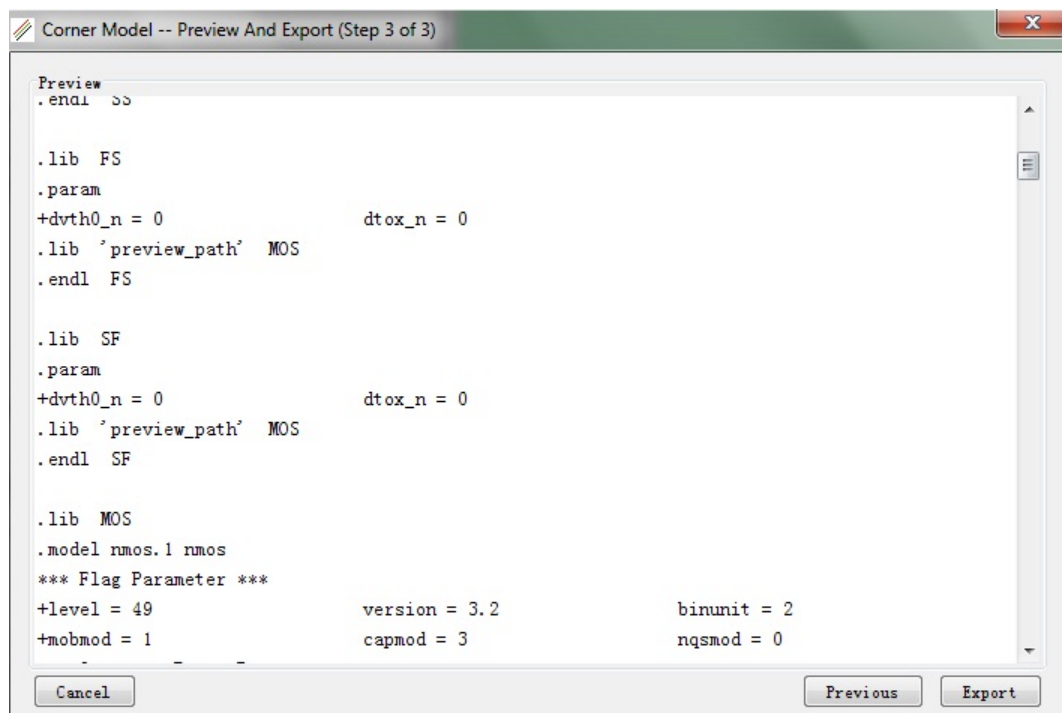 Corner Model -- Preview And Export (Step 3 of 3)
Preview
.endl SS
.lib FS
.param
+dvth0_n = 0 dtox_n = 0
.lib 'preview_path' MOS
.endl FS
.lib SF
.param
+dvth0_n = 0 dtox_n = 0
.lib 'preview_path' MOS
.endl SF
.lib MOS
.model nmos.1 nmos
*** Flag Parameter ***
+level = 49 version = 3.2 binunit = 2
+mobmod = 1 capmod = 3 nqsmod = 0
Cancel Previous Export